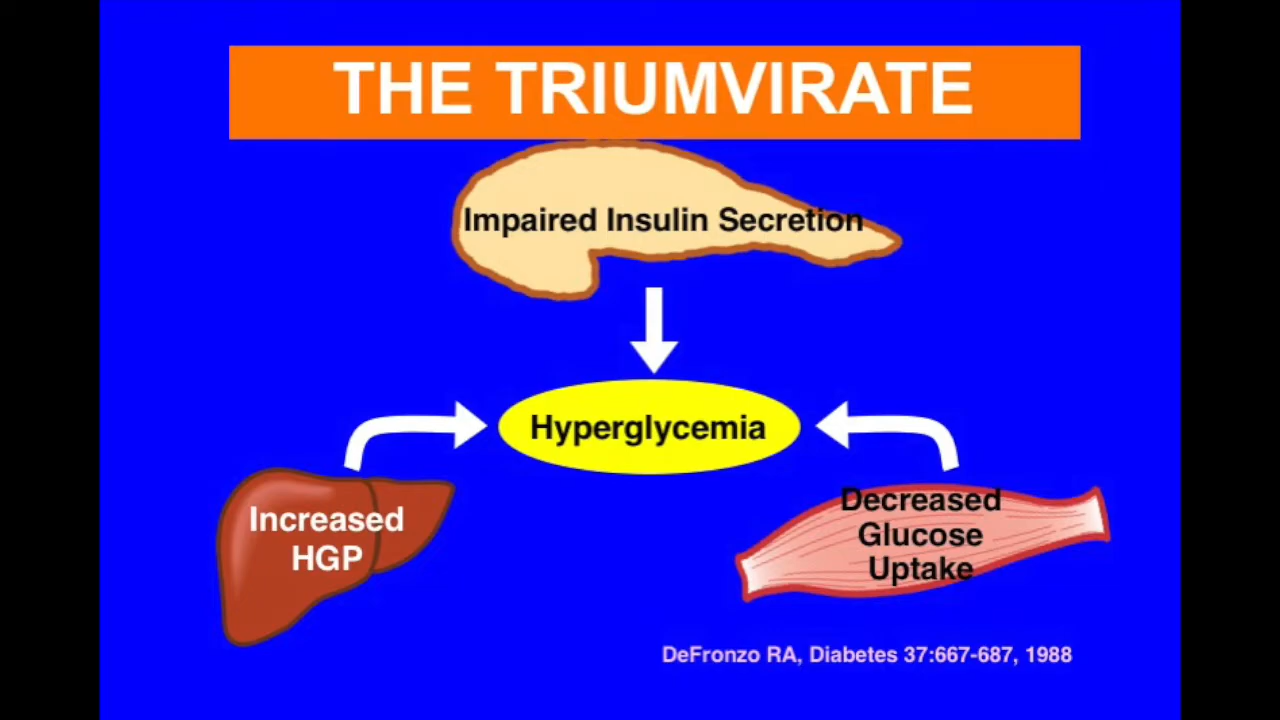 THE TRIUMVIRATE
Impaired Insulin Secretion
Hyperglycemia
Increased
HGP
Decreased
Glucose
Uptake
DeFronzo RA, Diabetes 37:667-687, 1988